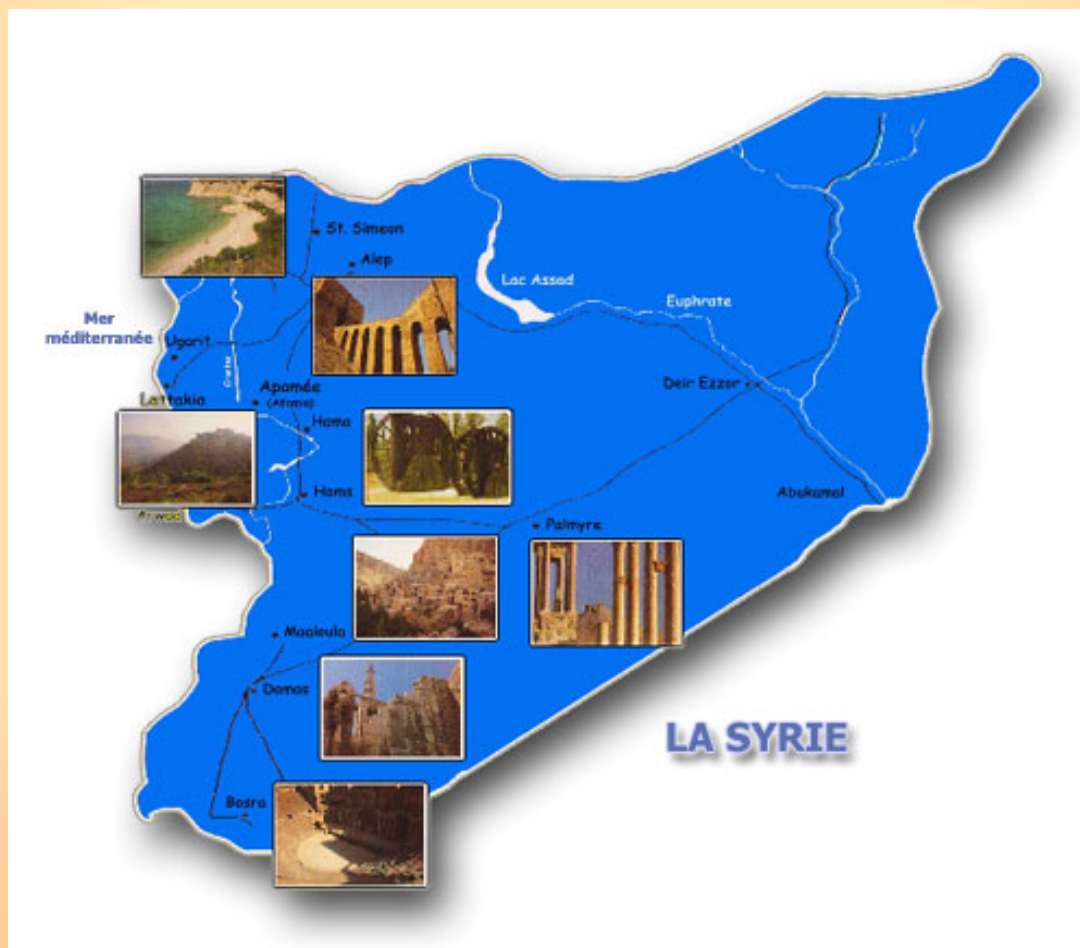 St. Simeon
Alep
Lac Assad
Euphrate
Mer
méditerranée
Ugarit
Deir Ezzor
Lattakia
Apamée
(Afamia)
Hama
Homs
Abukamal
Palmyre
Maaloula
Damas
LA SYRIE
Bosra